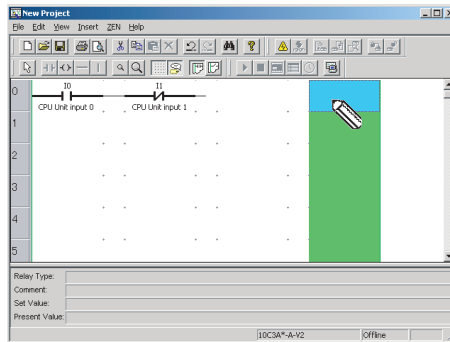 New Project
File Edit View Insert ZEN Help
0
I0
I1
CPU Unit input 0
CPU Unit input 1
1
2
3
4
5
Relay Type:
Comment:
Set Value:
Present Value:
10C3A*-A-V2
Offline